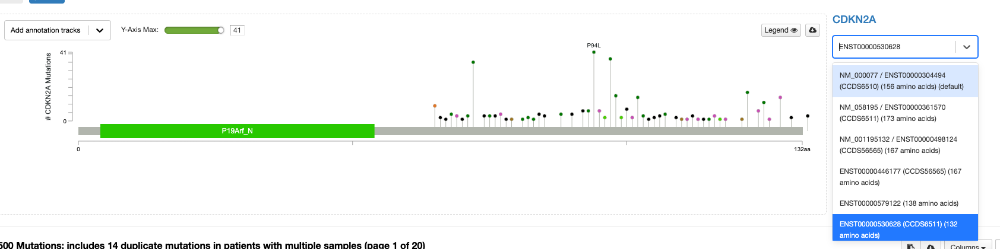 Add annotation tracks
Y-Axis Max:
41
Legend
CDKN2A
ENST00000530628
P94L
41
# CDKN2A Mutations
0
P19Arf_N
0
132aa
NM_000077 / ENST00000304494
(CCDS6510) (156 amino acids) (default)
NM_058195 / ENST00000361570
(CCDS6511) (173 amino acids)
NM_001195132 / ENST00000498124
(CCDS56565) (167 amino acids)
ENST00000446177 (CCDS56565) (167
amino acids)
ENST00000579122 (138 amino acids)
ENST00000530628 (CCDS6511) (132
amino acids)
500 Mutations: includes 14 duplicate mutations in patients with multiple samples (page 1 of 20)
Columns